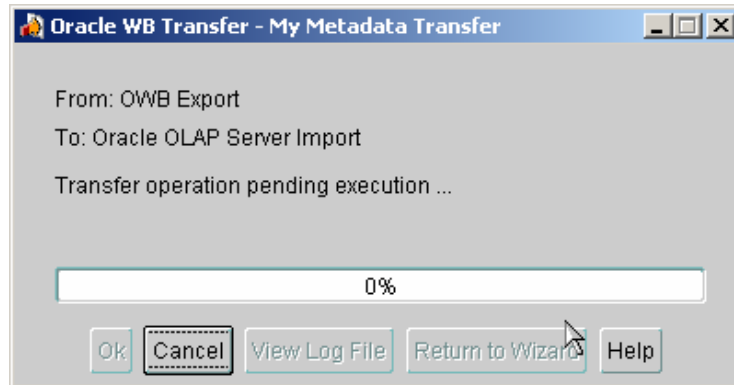 Oracle WB Transfer - My Metadata Transfer
From: OWB Export
To: Oracle OLAP Server Import
Transfer operation pending execution ...
0%
Ok Cancel View Log File Return to Wizard Help